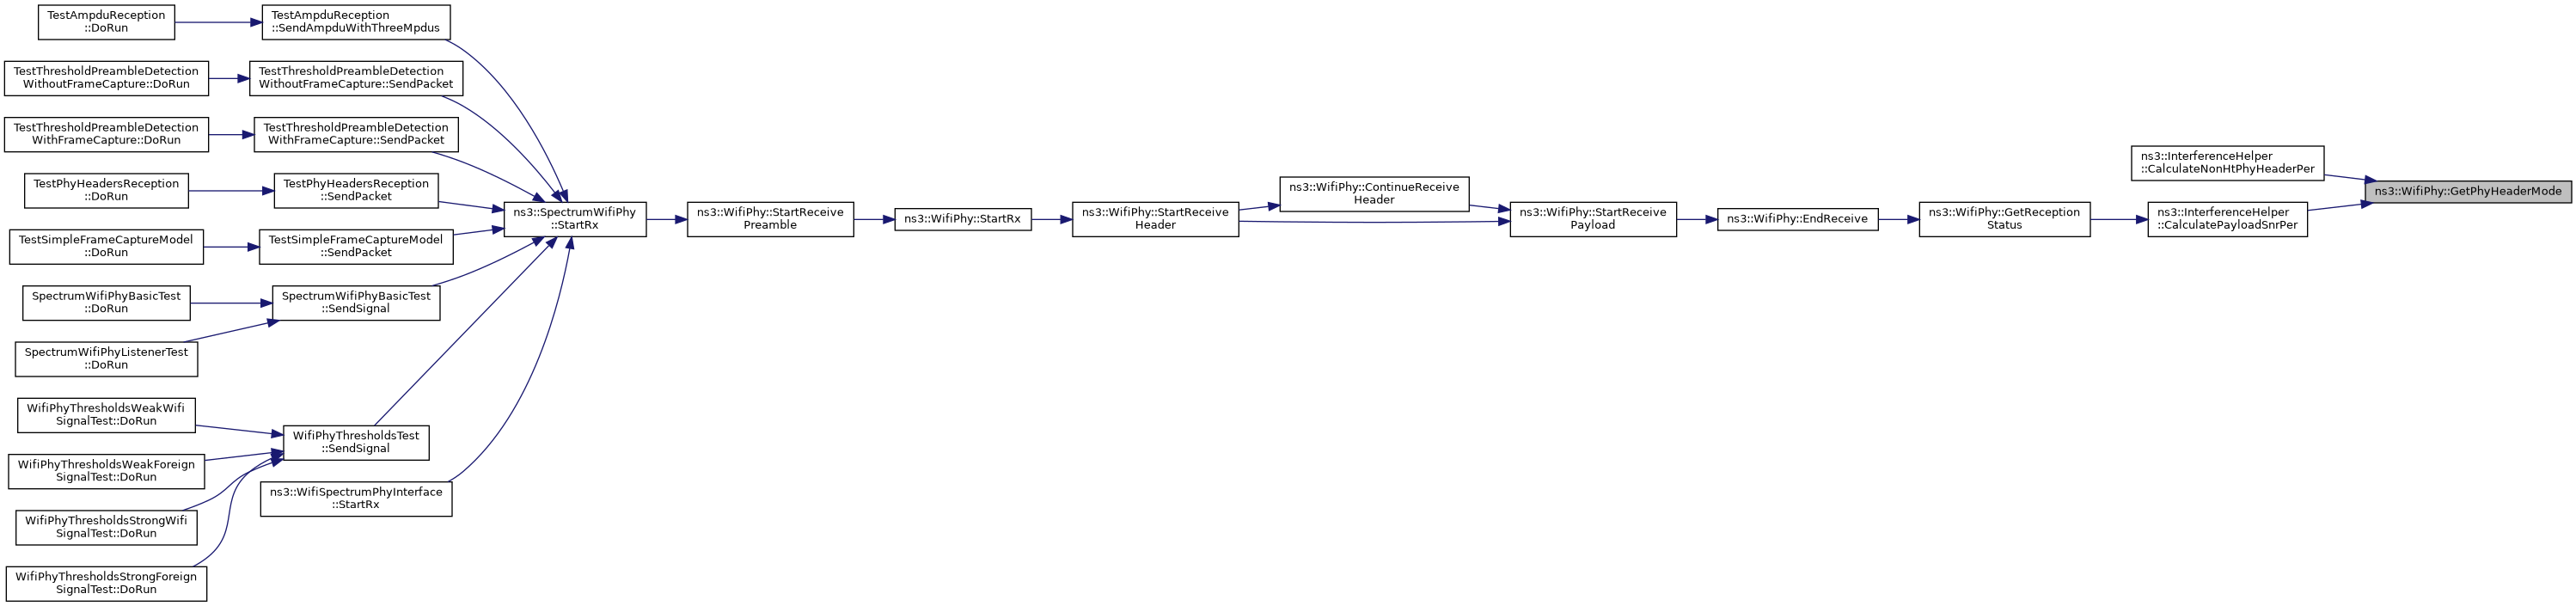 TestAmpduReception
::DoRun
TestAmpduReception
::SendAmpduWithThreeMpdus
TestThresholdPreambleDetection
WithoutFrameCapture::DoRun
TestThresholdPreambleDetection
WithoutFrameCapture::SendPacket
TestThresholdPreambleDetection
WithFrameCapture::DoRun
TestThresholdPreambleDetection
WithFrameCapture::SendPacket
TestPhyHeadersReception
::DoRun
TestPhyHeadersReception
::SendPacket
TestSimpleFrameCaptureModel
::DoRun
TestSimpleFrameCaptureModel
::SendPacket
SpectrumWifiPhyBasicTest
::DoRun
SpectrumWifiPhyBasicTest
::SendSignal
SpectrumWifiPhyListenerTest
::DoRun
WifiPhyThresholdsWeakWifi
SignalTest::DoRun
WifiPhyThresholdsWeakForeign
SignalTest::DoRun
WifiPhyThresholdsStrongWifi
SignalTest::DoRun
WifiPhyThresholdsStrongForeign
SignalTest::DoRun
WifiPhyThresholdsTest
::SendSignal
ns3::WifiSpectrumPhyInterface
::StartRx
ns3::SpectrumWifiPhy
::StartRx
ns3::WifiPhy::StartReceive
Preamble
ns3::WifiPhy::StartRx
ns3::WifiPhy::StartReceive
Header
ns3::WifiPhy::ContinueReceive
Header
ns3::WifiPhy::StartReceive
Payload
ns3::WifiPhy::EndReceive
ns3::WifiPhy::GetReception
Status
ns3::InterferenceHelper
::CalculateNonHtPhyHeaderPer
ns3::InterferenceHelper
::CalculatePayloadSnrPer
ns3::WifiPhy::GetPhyHeaderMode